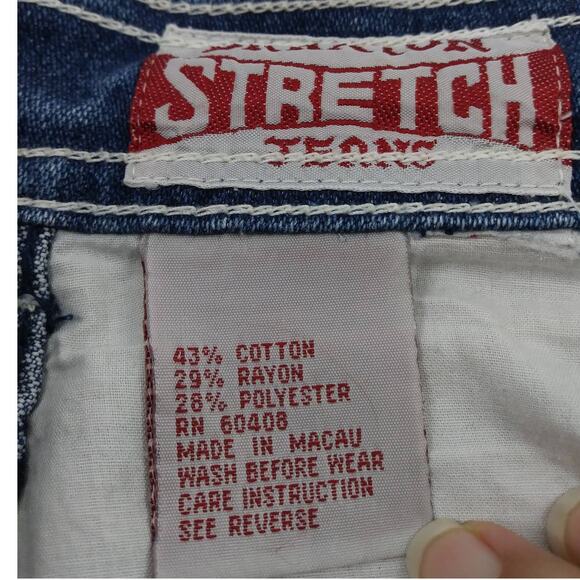 STRETCH
JEANS
43% COTTON
29% RAYON
28% POLYESTER
RN 60408
MADE IN MACAU
WASH BEFORE WEAR
CARE INSTRUCTION
SEE REVERSE